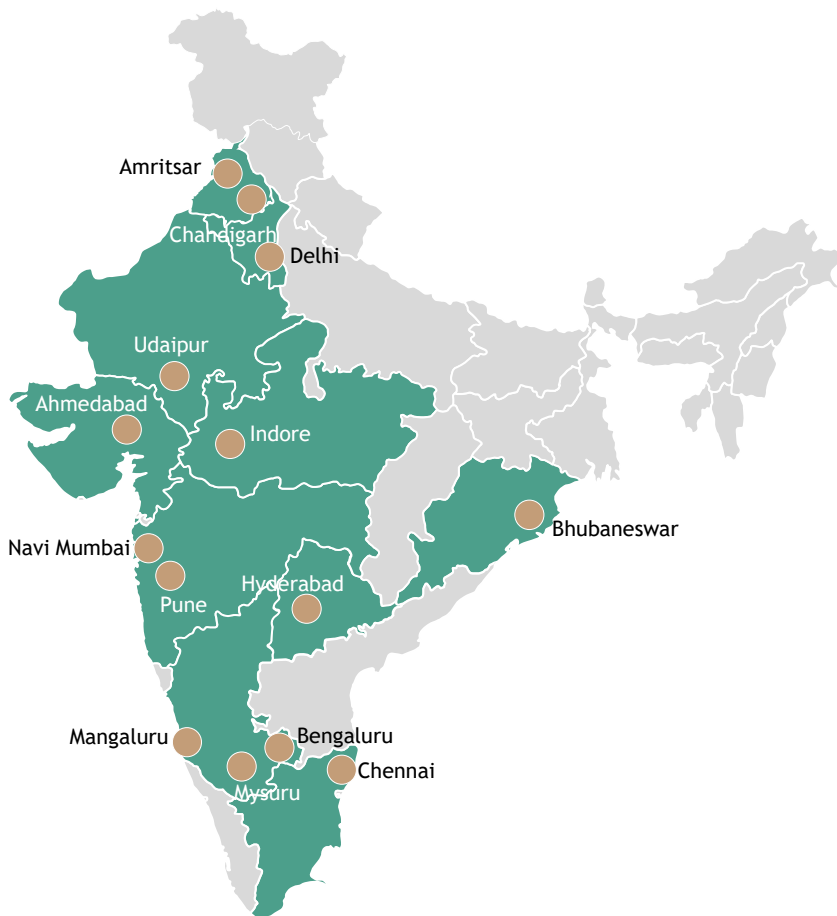 Amritsar
Chandigarh
Delhi
Udaipur
Ahmedabad
Indore
Bhubaneswar
Navi Mumbai
Hyderabad
Pune
Mangaluru
Bengaluru
Chennai
Mysuru